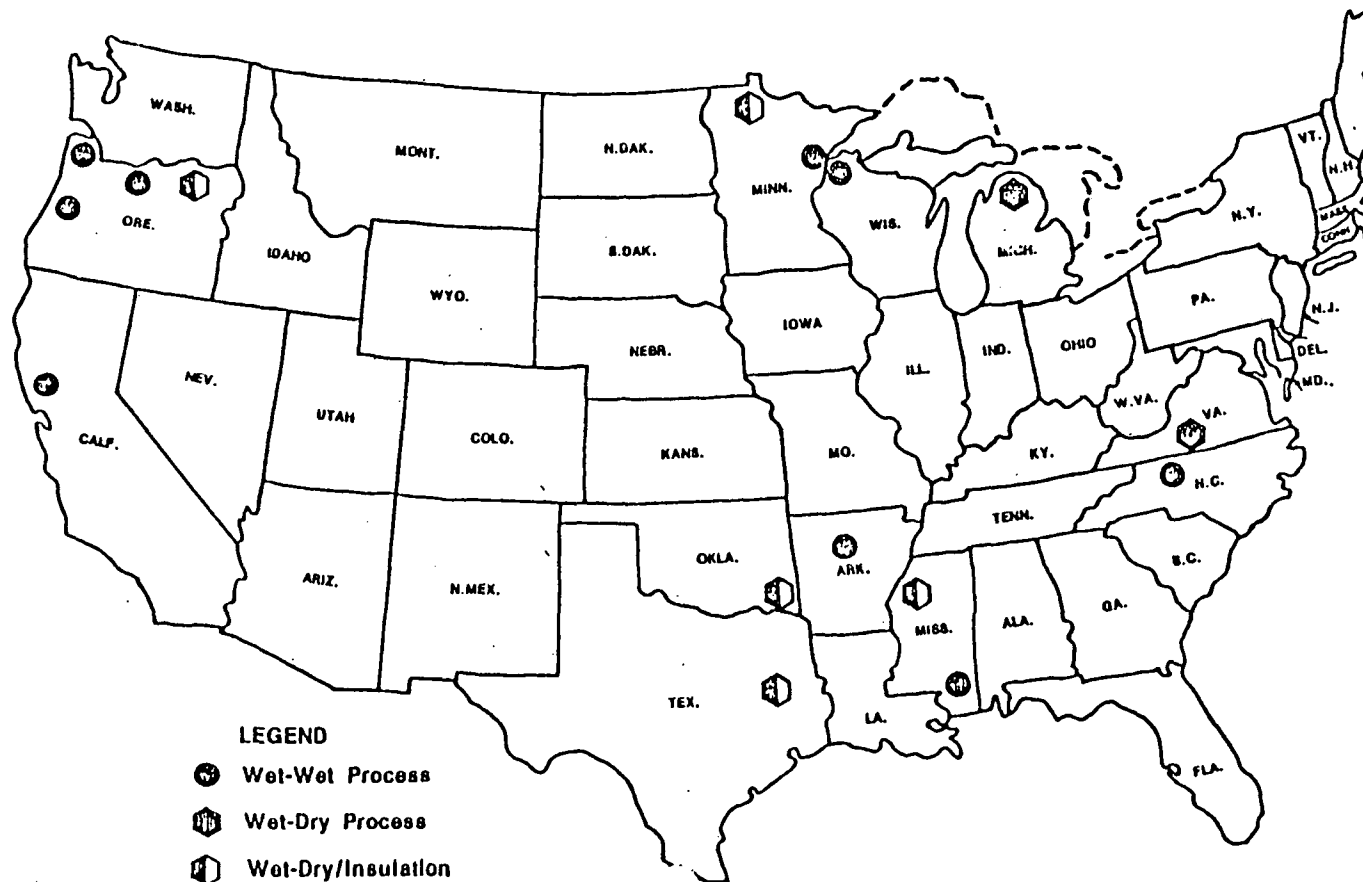 WASH.
MONT.
N.DAK.
MINN.
VT.
N.H.
ORE.
IDAHO
S.DAK.
WIS.
MICH.
N.Y.
MASS.
CONN.
WYO.
IOWA
PA.
N.J.
NEV.
NEBR.
ILL.
IND.
OHIO
DEL.
MD.
UTAH
COLO.
W.VA.
VA.
CALF.
KANS.
MO.
KY.
N.C.
TENN.
ARIZ.
N.MEX.
OKLA.
ARK.
S.C.
MISS.
ALA.
GA.
TEX.
LA.
FLA.
LEGEND
Wet-Wet Process
Wet-Dry Process
Wet-Dry/Insulation